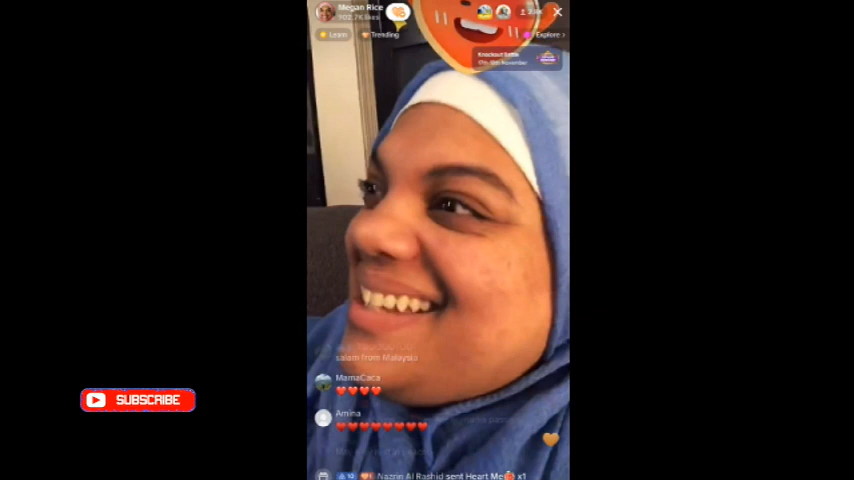 Megan Rice
102.7K likes
Learn
Trending
Explore >
Knockout Battle
salam from Malaysia
MamaCaca
Amina
SUBSCRIBE
Nazrin Al Rashid sent Heart Me x1